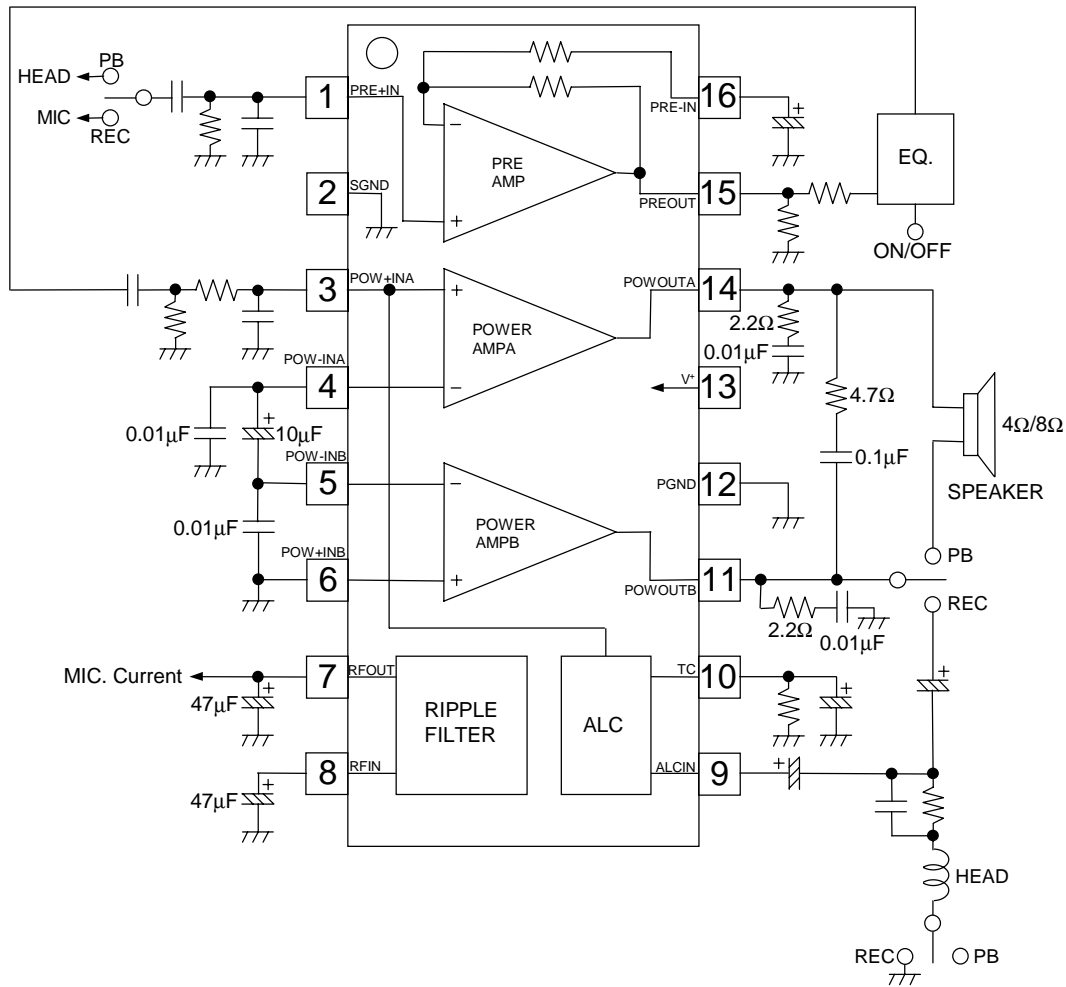 PB
HEAD
MIC
REC
1
PRE+IN
PRE AMP
−
+
PRE-IN
16
+
EQ.
ON/OFF
2
SGND
PREOUT
15
3
POW+INA
+
POWER AMPA
−
POWOUTA
14
2.2Ω
0.01μF
POW-INA
4
V+
13
4.7Ω
4Ω/8Ω
SPEAKER
0.01μF
+
10μF
0.1μF
POW-INB
5
−
POWER AMPB
+
PGND
12
0.01μF
POW+INB
6
POWOUTB
11
PB
REC
2.2Ω
0.01μF
MIC. Current
7
RFOUT
+
47μF
RIPPLE
FILTER
ALC
TC
10
+
+
8
RFIN
+
47μF
ALCIN
9
+
HEAD
REC
PB